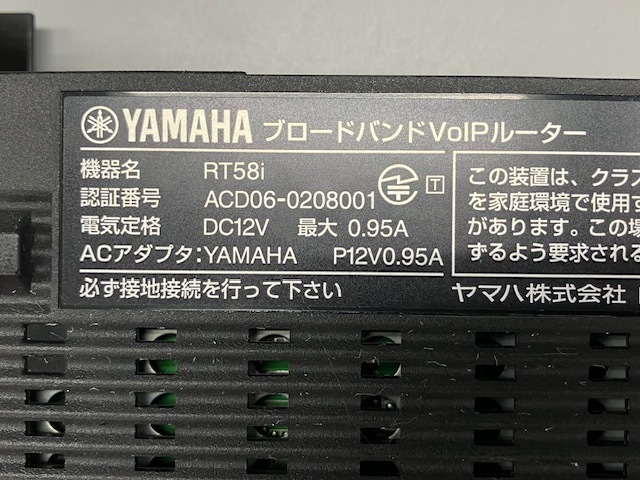 YAMAHA ブロードバンドVoIPルーター
機器名 RT58i
認証番号 ACD06-0208001 T
電気定格 DC12V 最大 0.95A
ACアダプタ:YAMAHA P12V0.95A
必ず接地接続を行って下さい
この装置は、クラス
を家庭環境で使用す
があります。この場
ずるよう要求される
ヤマハ株式会社